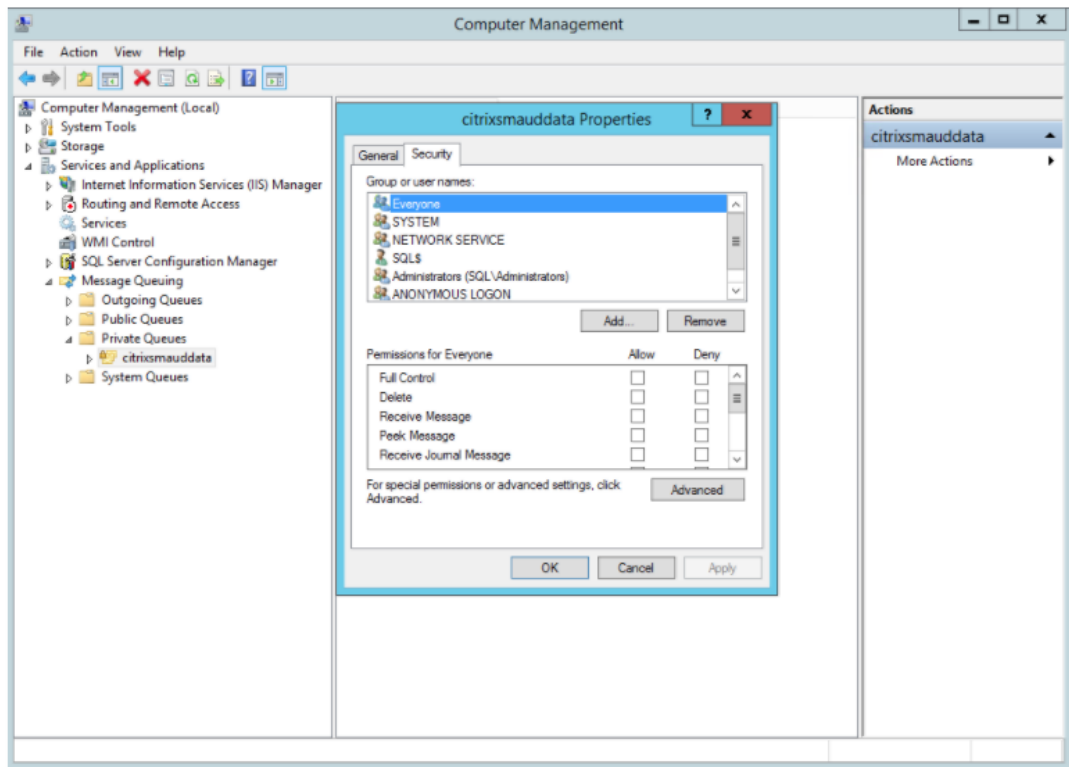 Computer Management
File Action View Help
Computer Management (Local)
System Tools
Storage
Services and Applications
Internet Information Services (IIS) Manager
Routing and Remote Access
Services
WMI Control
SQL Server Configuration Manager
Message Queuing
Outgoing Queues
Public Queues
Private Queues
citrixsmauddata
System Queues
citrixsmauddata Properties
General Security
Group or user names:
Everyone
SYSTEM
NETWORK SERVICE
SQL$
Administrators (SQL\Administrators)
ANONYMOUS LOGON
Add... Remove
Permissions for Everyone Allow Deny
Full Control
Delete
Receive Message
Peek Message
Receive Journal Message
For special permissions or advanced settings, click
Advanced.
Advanced
OK Cancel Apply
Actions
citrixsmauddata
More Actions